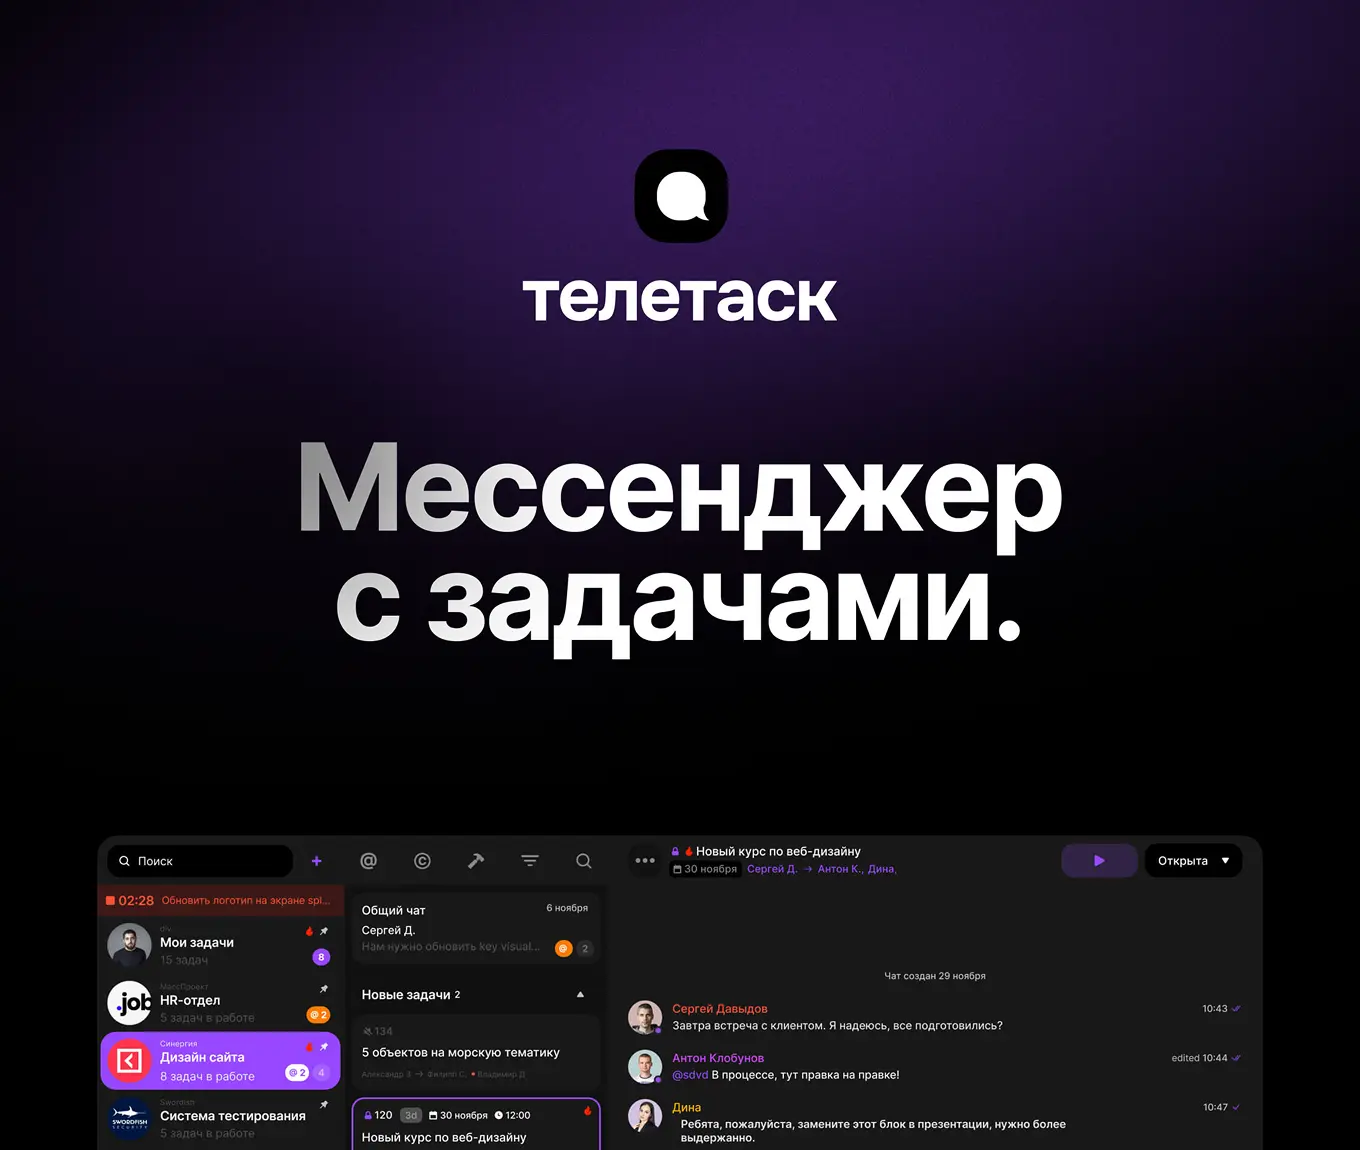 телетаск
Мессенджер
с задачами.
Поиск
02:28 Обновить логотип на экране spl...
div
Мои задачи
15 задач
8
МаксПроект
.job
HR-отдел
5 задач в работе
@ 2
Синергия
Дизайн сайта
8 задач в работе
@ 2 4
Swordfish
SWORDFISH
SECURITY
Система тестирования
5 задач в работе
Общий чат
6 ноября
Сергей Д.
Нам нужно обновить key visual...
@ 2
Новые задачи 2
134
5 объектов на морскую тематику
Александр З → Филипп С. • Владимир Д
120 3d 30 ноября 12:00
Новый курс по веб-дизайну
Новый курс по веб-дизайну
30 ноября Сергей Д. → Антон К., Дина,
Открыта
Чат создан 29 ноября
Сергей Давыдов
10:43
Завтра встреча с клиентом. Я надеюсь, все подготовились?
Антон Клобунов
edited 10:44
@sdvd В процессе, тут правка на правке!
Дина
10:47
Ребята, пожалуйста, замените этот блок в презентации, нужно более
выдержанно.